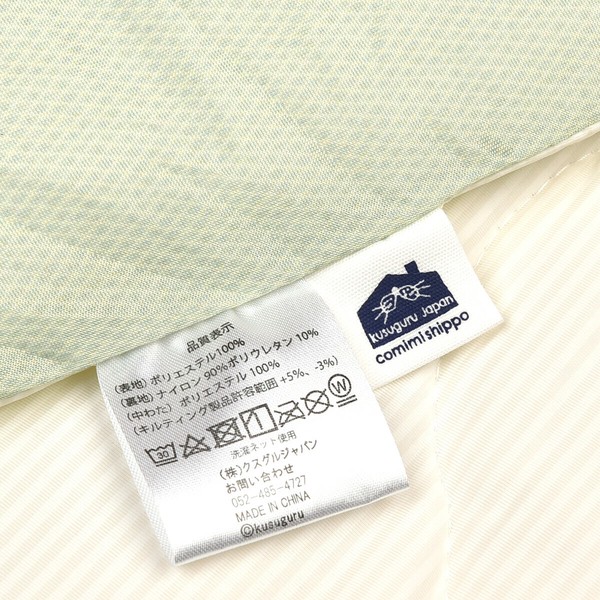 品質表示
(表地) ポリエステル100%
(裏地) ナイロン 90%ポリウレタン 10%
(中わた) ポリエステル 100%
(キルティング製品許容範囲 +5%、-3%)
30
W
洗濯ネット使用
(株)クスグルジャパン
お問い合わせ
052-485-4727
MADE IN CHINA
©kusuguru
kusuguru Japan
comimishippo